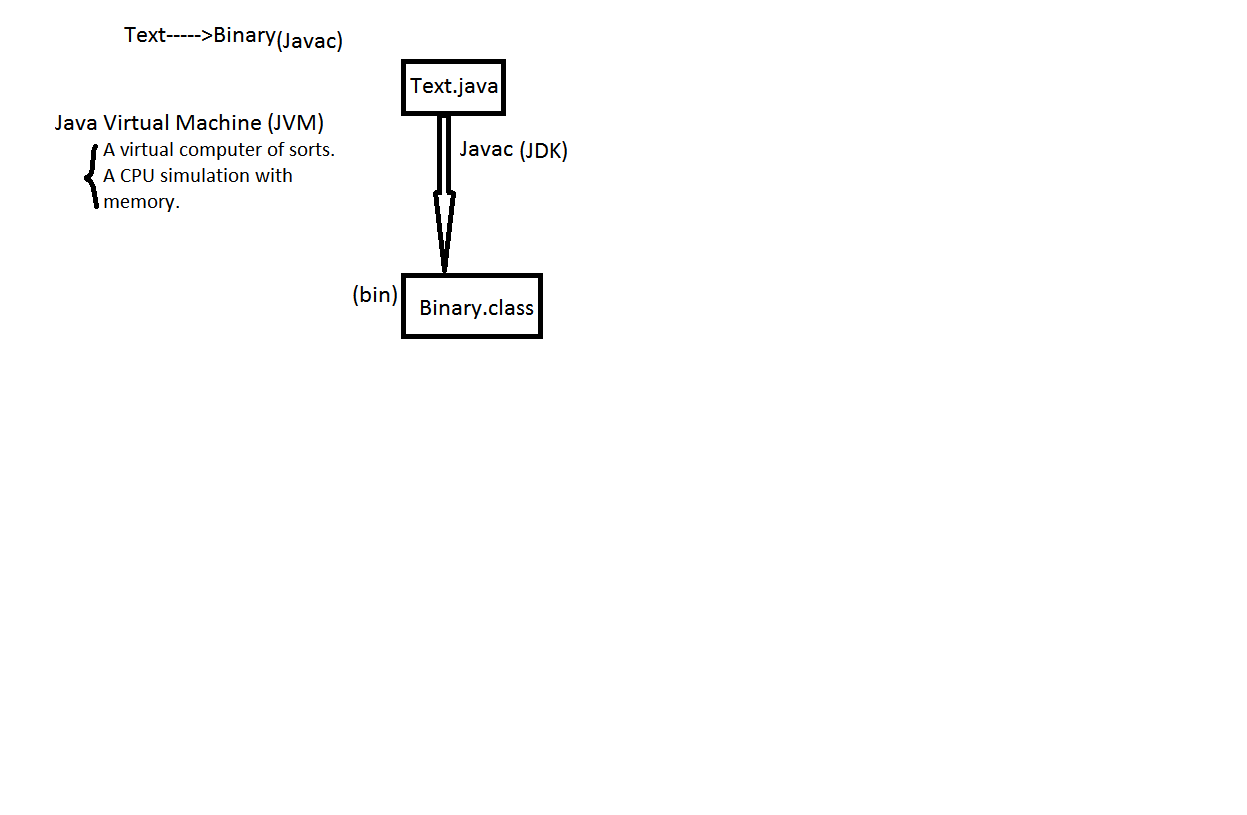 Text----->Binary(Javac)
Text.java
Java Virtual Machine (JVM)
A virtual computer of sorts.
A CPU simulation with
memory.
Javac (JDK)
(bin)
Binary.class